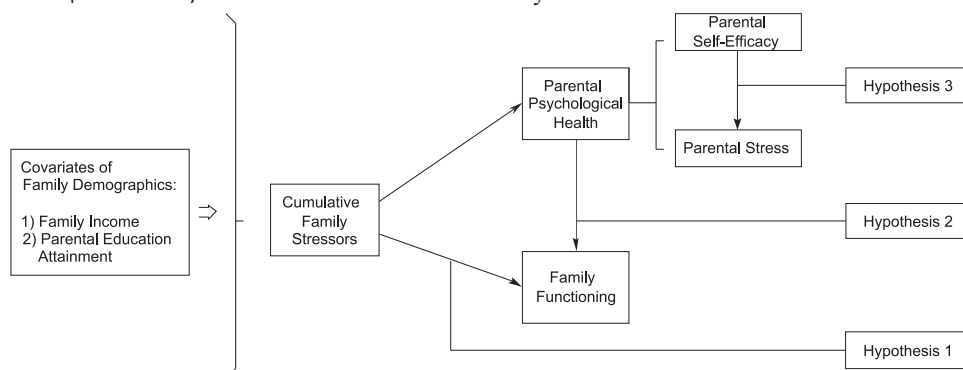 Parental
Self-Efficacy
Parental
Psychological
Health
Hypothesis 3
Parental Stress
Covariates of
Family Demographics:
1) Family Income
2) Parental Education
Attainment
Cumulative
Family
Stressors
Hypothesis 2
Family
Functioning
Hypothesis 1